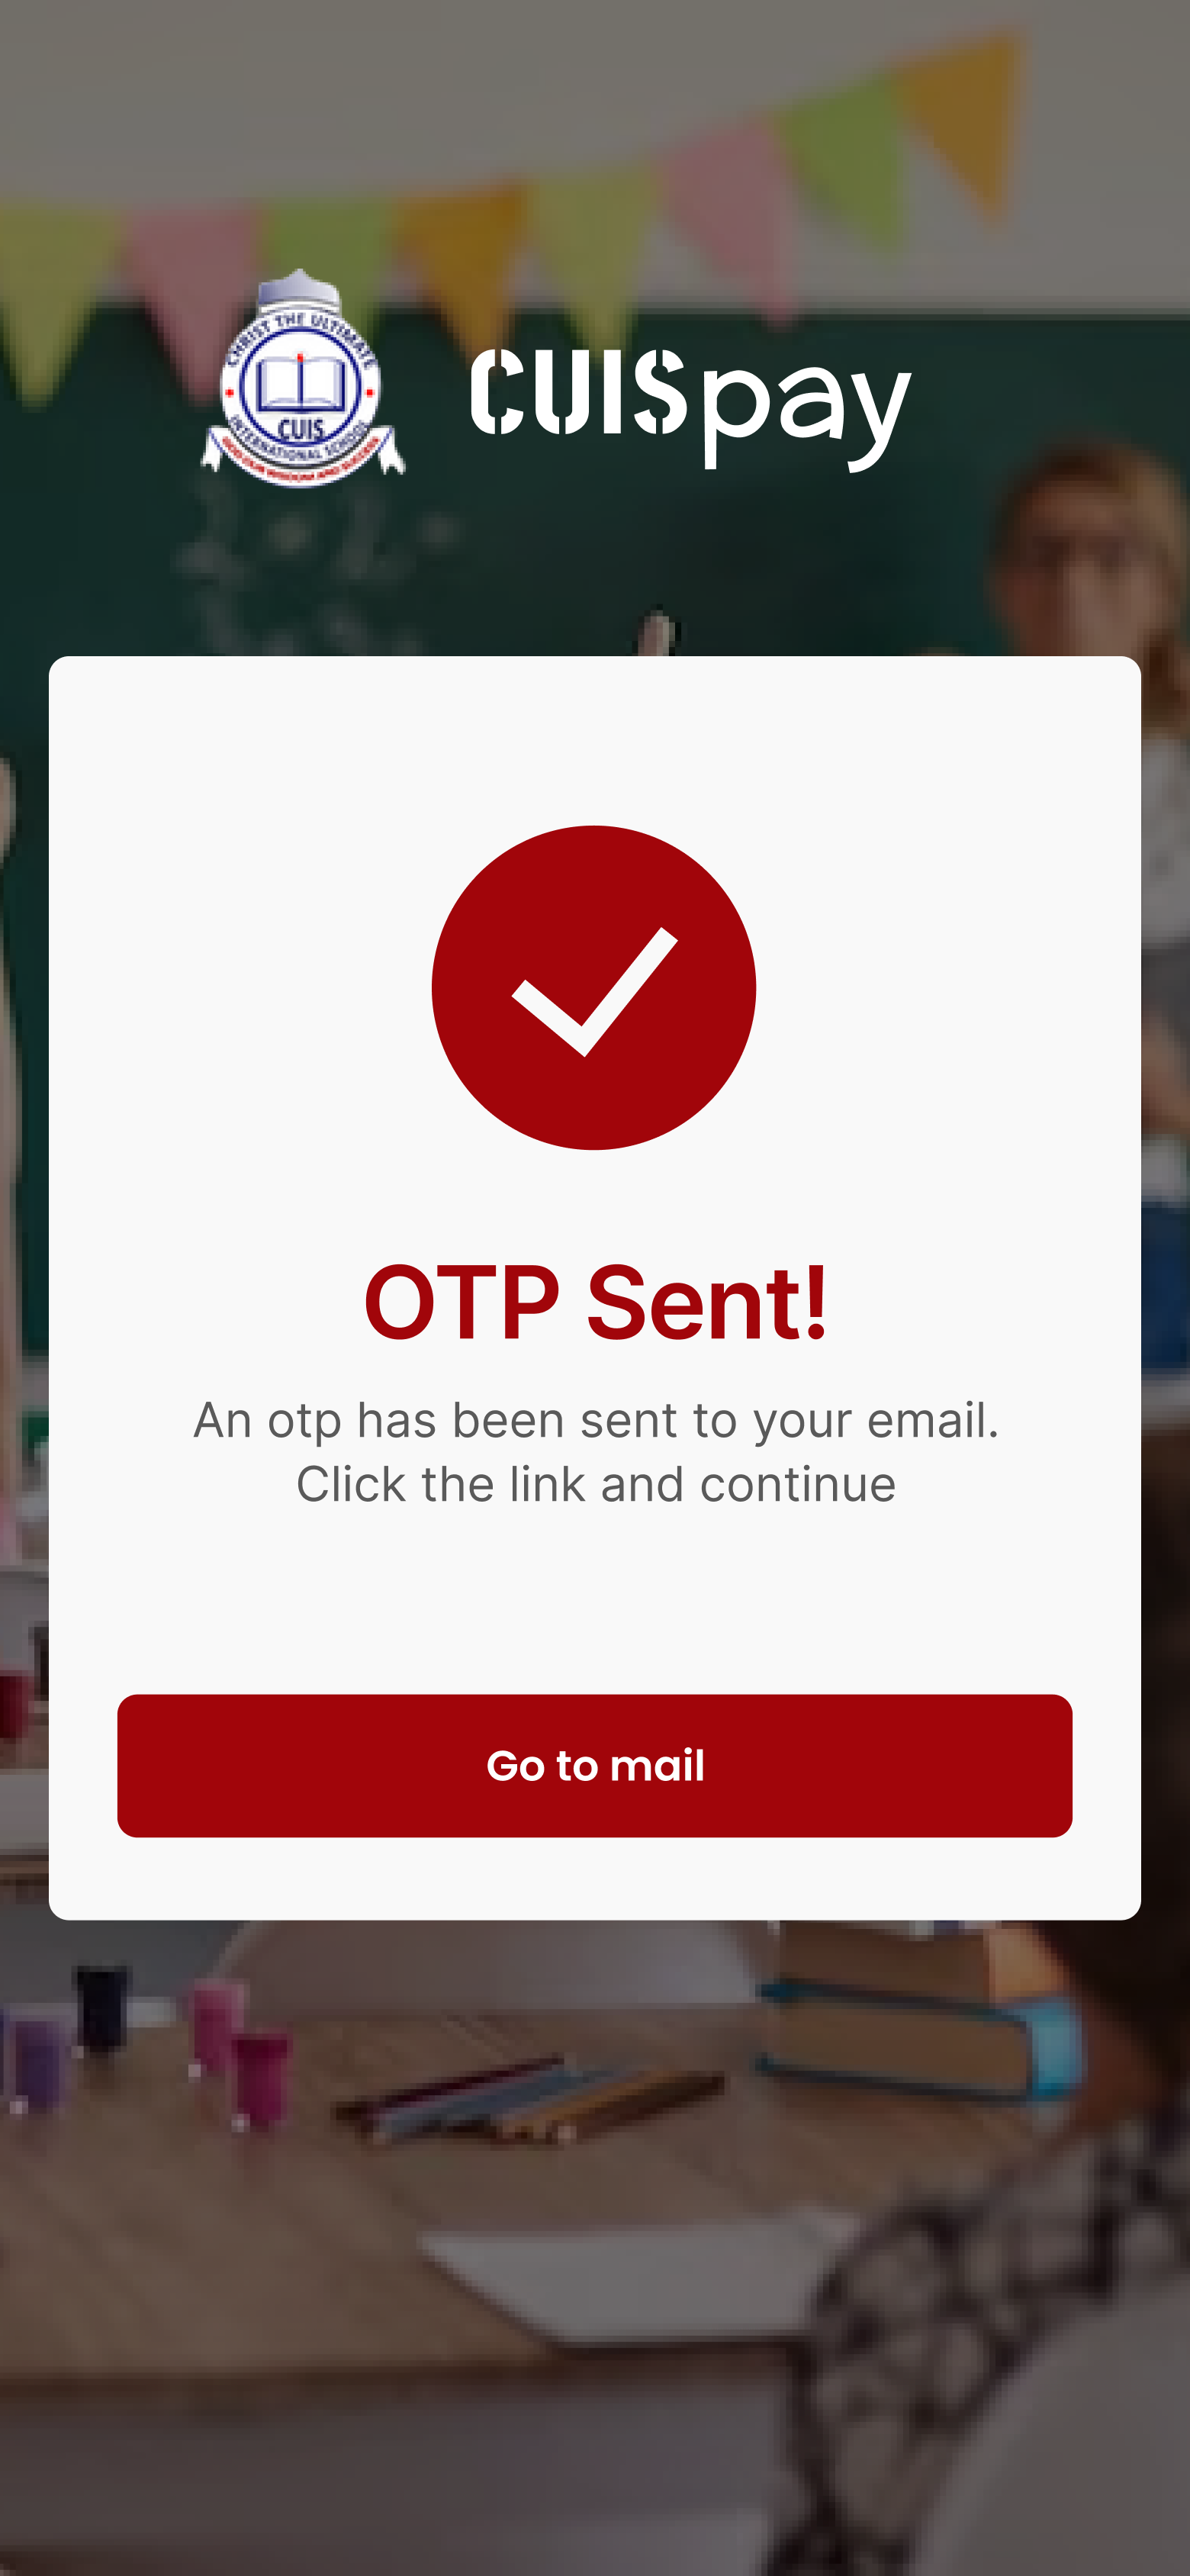 CHRIST THE ULTIMATE
CUIS
INTERNATIONAL SCHOOL
CUISpay
OTP Sent!
An otp has been sent to your email.
Click the link and continue
Go to mail